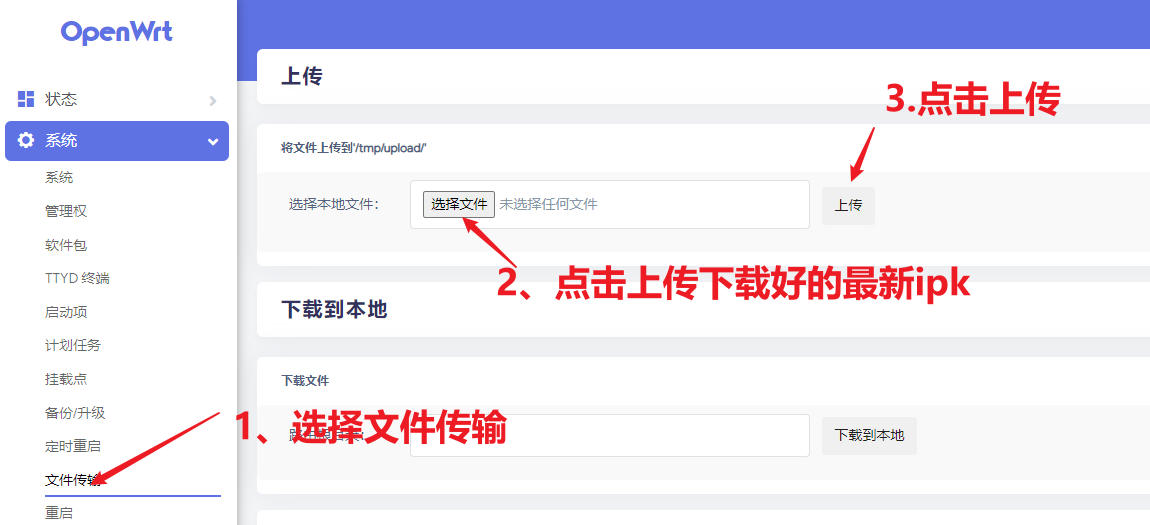 OpenWrt
状态
系统
系统
管理权
软件包
TTYD 终端
启动项
计划任务
挂载点
备份/升级
定时重启
文件传输
重启
上传
3.点击上传
将文件上传到'/tmp/upload/'
选择本地文件：
选择文件 未选择任何文件
上传
2、点击上传下载好的最新ipk
下载到本地
下载文件
1、选择文件传输
下载到本地